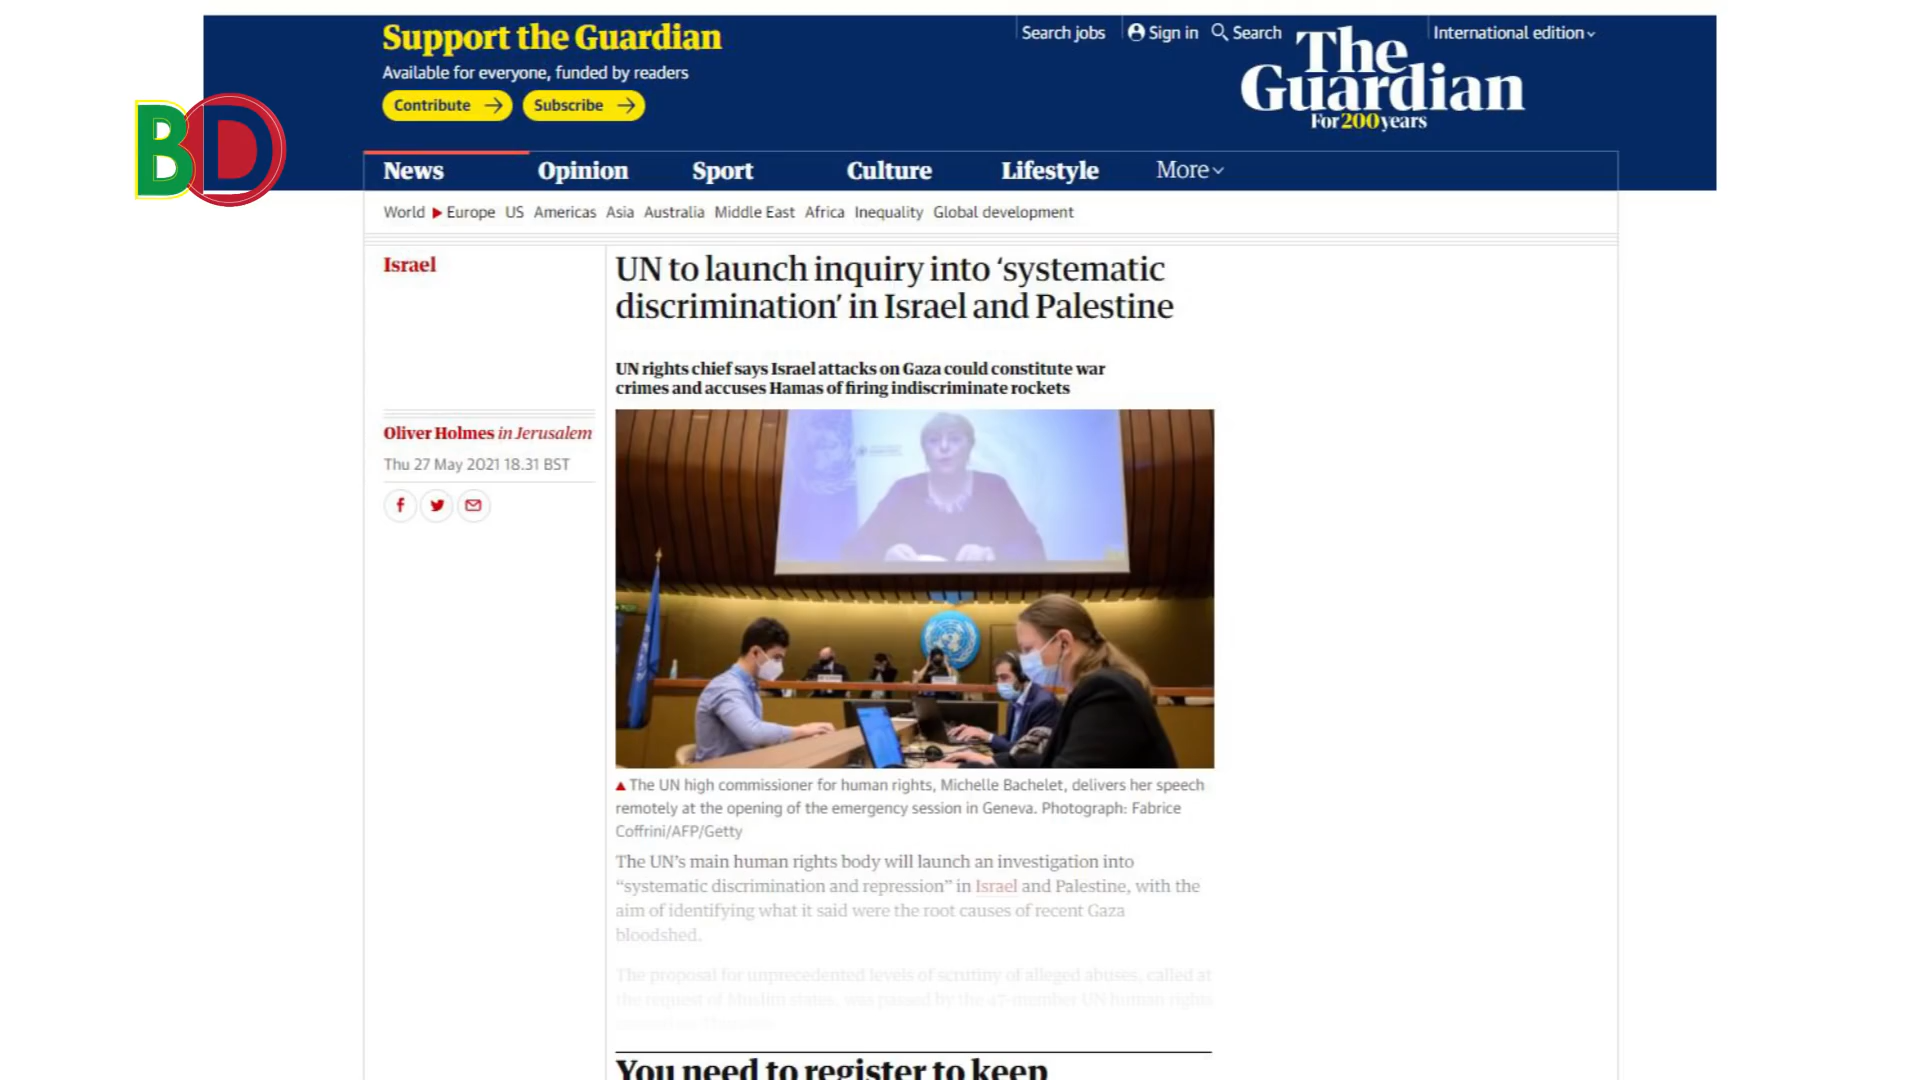 Support the Guardian
Available for everyone, funded by readers
Contribute
Subscribe
Search jobs
Sign in
Search
International edition
The
Guardian
For 200 years
BD
News Opinion Sport Culture Lifestyle More
World Europe US Americas Asia Australia Middle East Africa Inequality Global development
Israel
UN to launch inquiry into ‘systematic
discrimination’ in Israel and Palestine
UN rights chief says Israel attacks on Gaza could constitute war
crimes and accuses Hamas of firing indiscriminate rockets
Oliver Holmes in Jerusalem
Thu 27 May 2021 18.31 BST
The UN high commissioner for human rights, Michelle Bachelet, delivers her speech
remotely at the opening of the emergency session in Geneva. Photograph: Fabrice
Coffrini/AFP/Getty
The UN’s main human rights body will launch an investigation into
“systematic discrimination and repression” in Israel and Palestine, with the
aim of identifying what it said were the root causes of recent Gaza
bloodshed.
The proposal for unprecedented levels of scrutiny of alleged abuses, called at
the request of Muslim states, was passed by the 47-member UN human rights
You need to register to keep